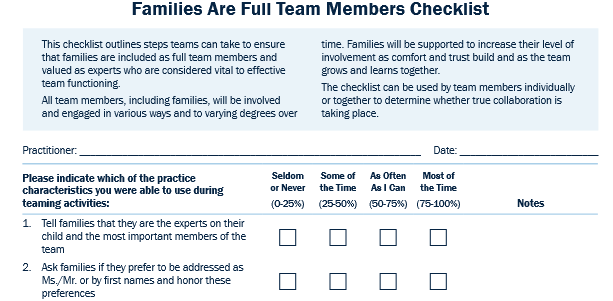 Families Are Full Team Members Checklist
This checklist outlines steps teams can take to ensure
that families are included as full team members and
valued as experts who are considered vital to effective
team functioning.
All team members, including families, will be involved
and engaged in various ways and to varying degrees over
time. Families will be supported to increase their level of
involvement as comfort and trust build and as the team
grows and learns together.
The checklist can be used by team members individually
or together to determine whether true collaboration is
taking place.
Practitioner: Date:
Please indicate which of the practice
characteristics you were able to use during
teaming activities:
Seldom
or Never
(0-25%)
Some of
the Time
(25-50%)
As Often
As I Can
(50-75%)
Most of
the Time
(75-100%)
Notes
1. Tell families that they are the experts on their
child and the most important members of the
team
2. Ask families if they prefer to be addressed as
Ms./Mr. or by first names and honor these
preferences